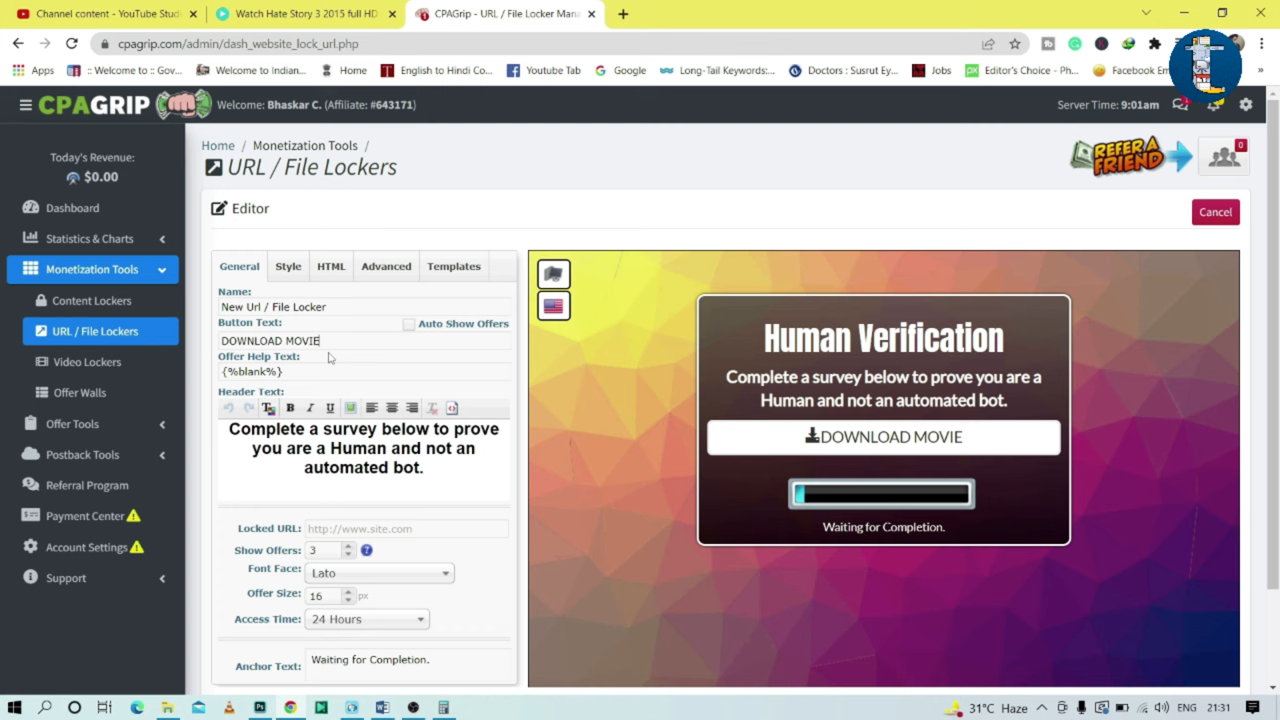 Channel content - YouTube Studi
Watch Hate Story 3 2015 full HD
CPAGrip - URL / File Locker Man
cpagrip.com/admin/dash_website_lock_url.php
Apps
:: Welcome to :: Gov...
Welcome to Indian...
Home
English to Hindi Co...
YouTube Tab
Google
Long-Tail Keywords:...
Doctors : Susrut Ey...
Jobs
Editor's Choice - Ph...
Facebook Em
»
CPAGRIP
Welcome: Bhaskar C. (Affiliate: #643171)
Server Time: 9:01am
Today's Revenue:
$0.00
Dashboard
Statistics & Charts
Monetization Tools
Content Lockers
URL / File Lockers
Video Lockers
Offer Walls
Offer Tools
Postback Tools
Referral Program
Payment Center
Account Settings
Support
Home / Monetization Tools /
URL / File Lockers
REFER A FRIEND
0
Editor
Cancel
General
Style
HTML
Advanced
Templates
Name:
New Url / File Locker
Button Text:
Auto Show Offers
DOWNLOAD MOVIE
Offer Help Text:
{%blank%}
Header Text:
B I U
Complete a survey below to prove
you are a Human and not an
automated bot.
Locked URL: http://www.site.com
Show Offers: 3
Font Face: Lato
Offer Size: 16 px
Access Time: 24 Hours
Anchor Text: Waiting for Completion.
Human Verification
Complete a survey below to prove you are a
Human and not an automated bot.
DOWNLOAD MOVIE
Waiting for Completion.
31°C Haze
ENG
21:31